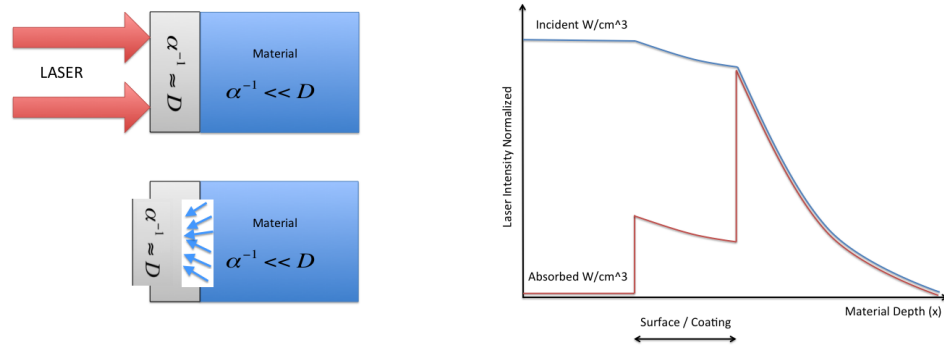 LASER
α⁻¹ ≈ D
Material
α⁻¹ << D
α⁻¹ ≈ D
Material
α⁻¹ << D
Laser Intensity Normalized
Incident W/cm^3
Absorbed W/cm^3
Material Depth (x)
Surface / Coating